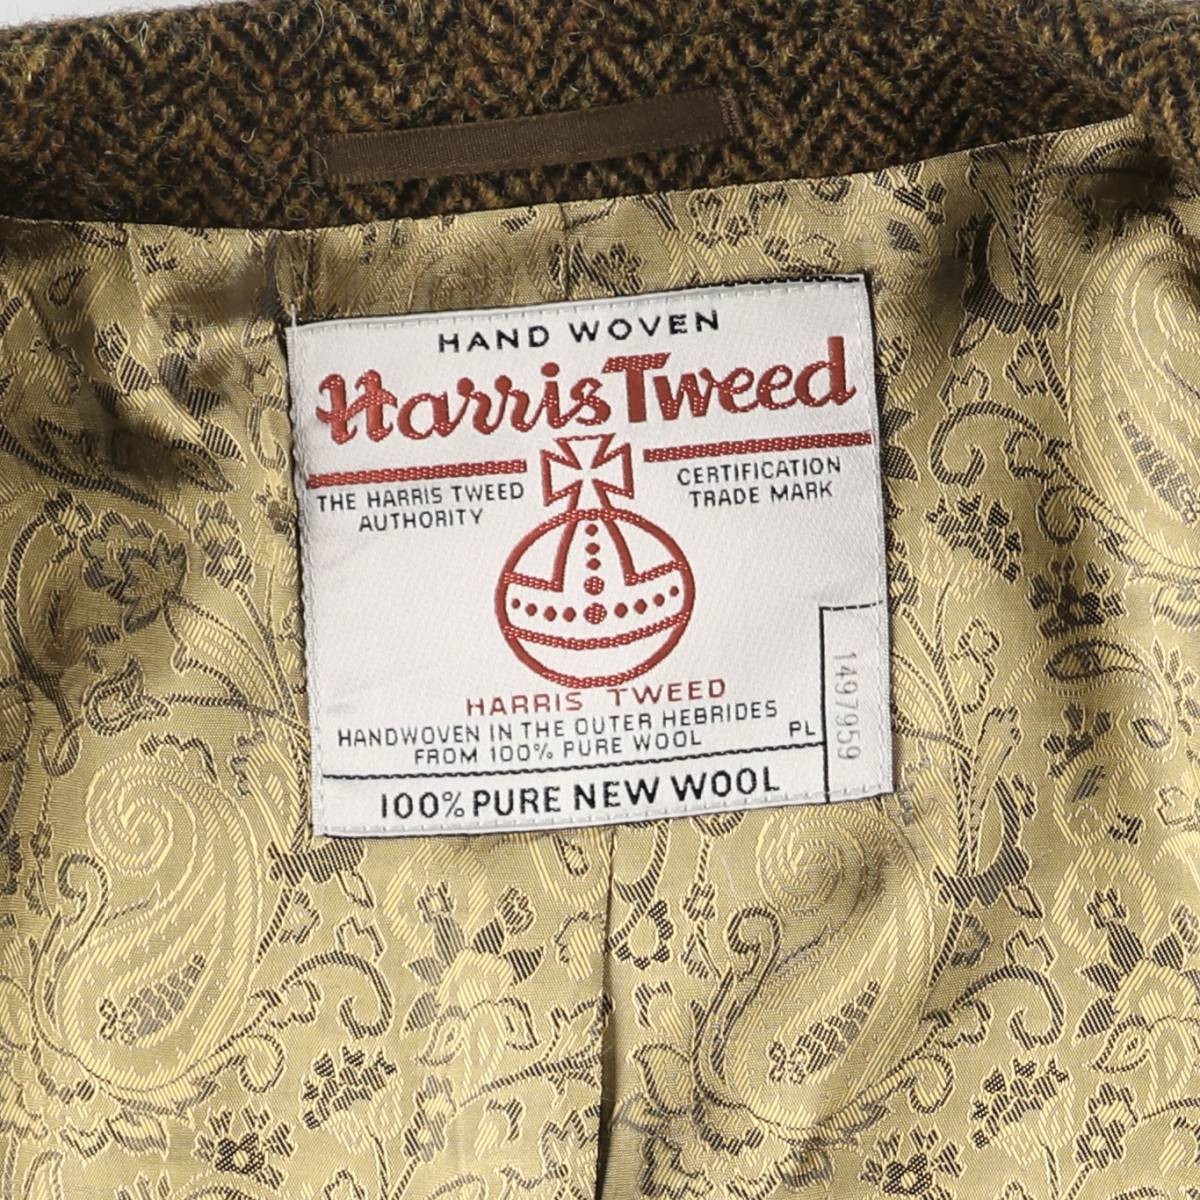 HAND WOVEN
Harris Tweed
THE HARRIS TWEED
AUTHORITY
CERTIFICATION
TRADE MARK
HARRIS TWEED
HANDWOVEN IN THE OUTER HEBRIDES
FROM 100% PURE WOOL
PL
1497959
100% PURE NEW WOOL